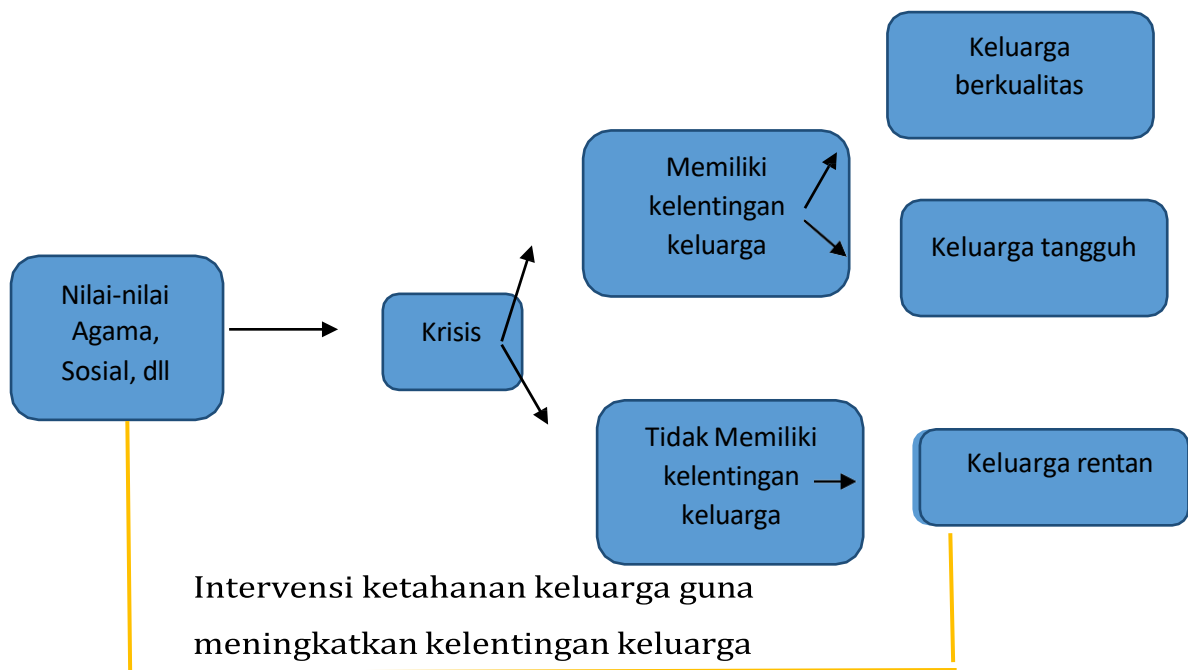 Keluarga
berkualitas
Memiliki
kelentingan
keluarga
Keluarga tangguh
Nilai-nilai
Agama,
Sosial, dll
Krisis
Tidak Memiliki
kelentingan
keluarga
Keluarga rentan
Intervensi ketahanan keluarga guna
meningkatkan kelentingan keluarga